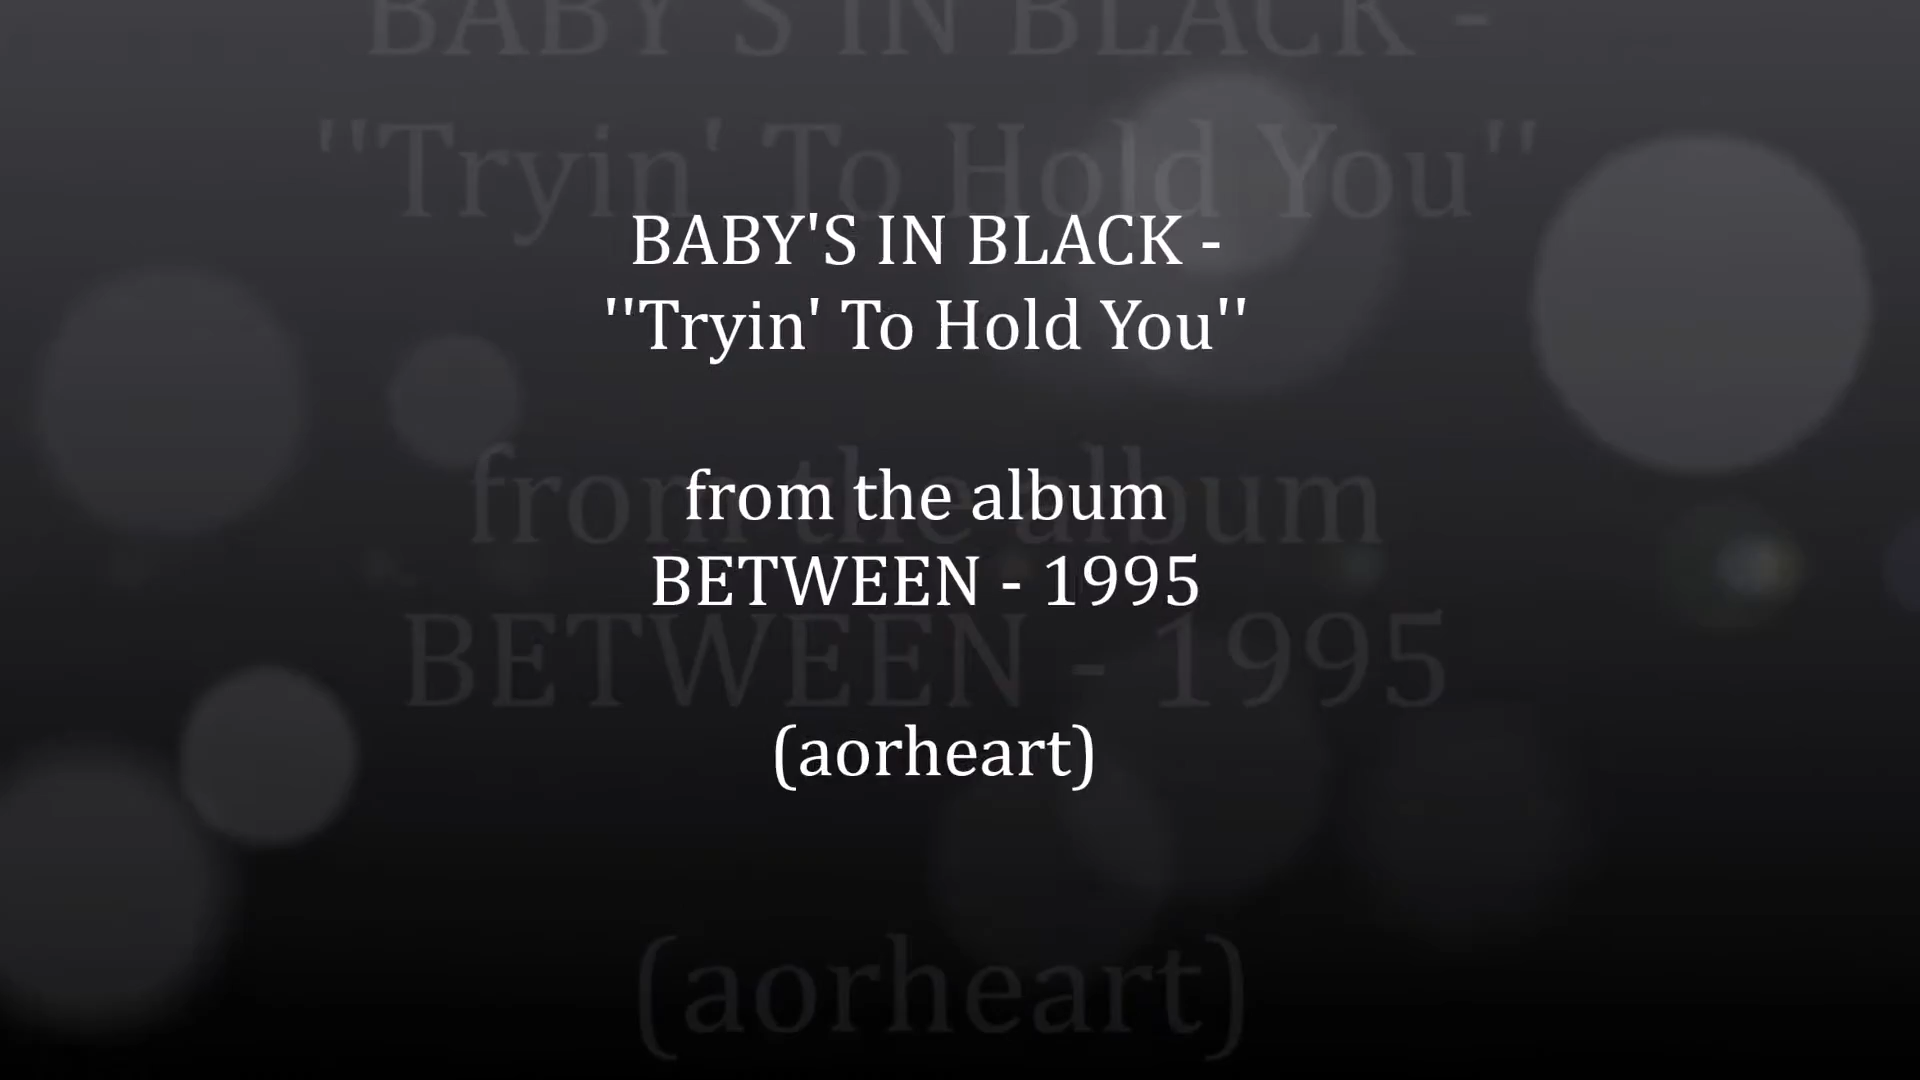 BABY'S IN BLACK -
''Tryin' To Hold You''
from the album
BETWEEN - 1995
(aorheart)